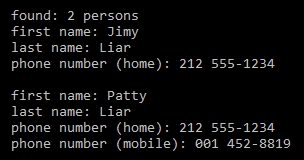 found: 2 persons
first name: Jimy
last name: Liar
phone number (home): 212 555-1234
first name: Patty
last name: Liar
phone number (home): 212 555-1234
phone number (mobile): 001 452-8819